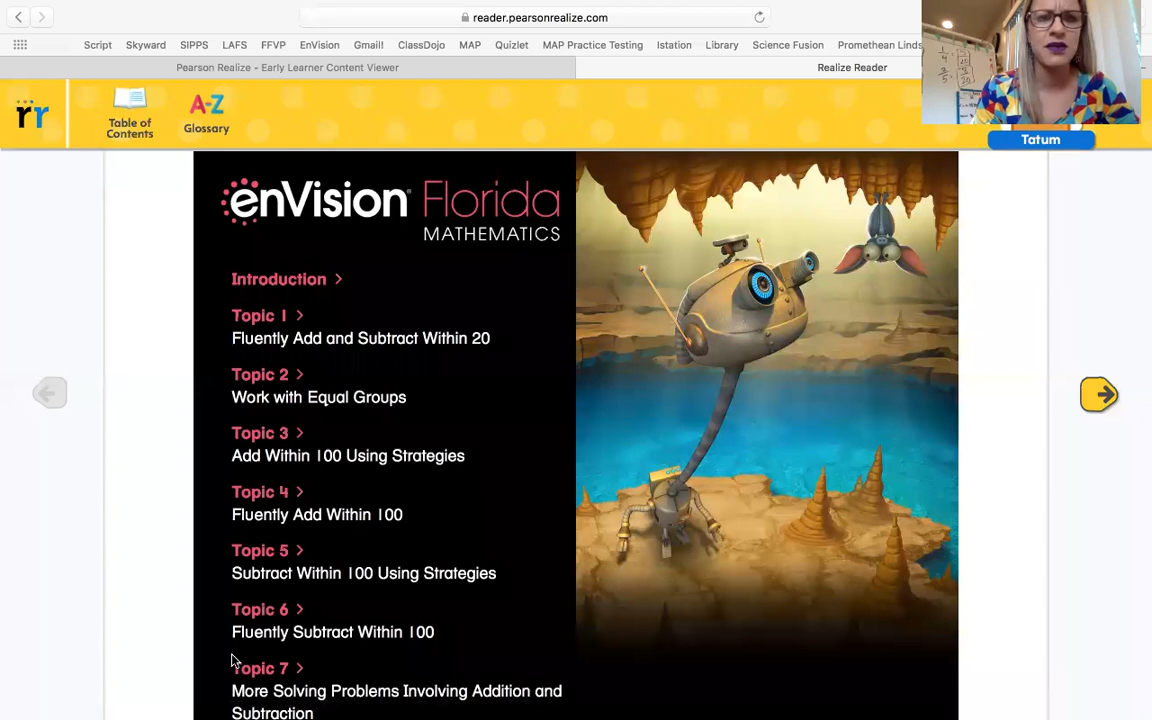 reader.pearsonrealize.com
Script Skyward SIPPS LAFS FFVP EnVision Gmail! ClassDojo MAP Quizlet MAP Practice Testing Istation Library Science Fusion Promethean Linds
Pearson Realize - Early Learner Content Viewer Realize Reader
rr
Table of Contents
A-Z
Glossary
Tatum
enVision Florida
MATHEMATICS
Introduction >
Topic 1 >
Fluently Add and Subtract Within 20
Topic 2 >
Work with Equal Groups
Topic 3 >
Add Within 100 Using Strategies
Topic 4 >
Fluently Add Within 100
Topic 5 >
Subtract Within 100 Using Strategies
Topic 6 >
Fluently Subtract Within 100
Topic 7 >
More Solving Problems Involving Addition and
Subtraction